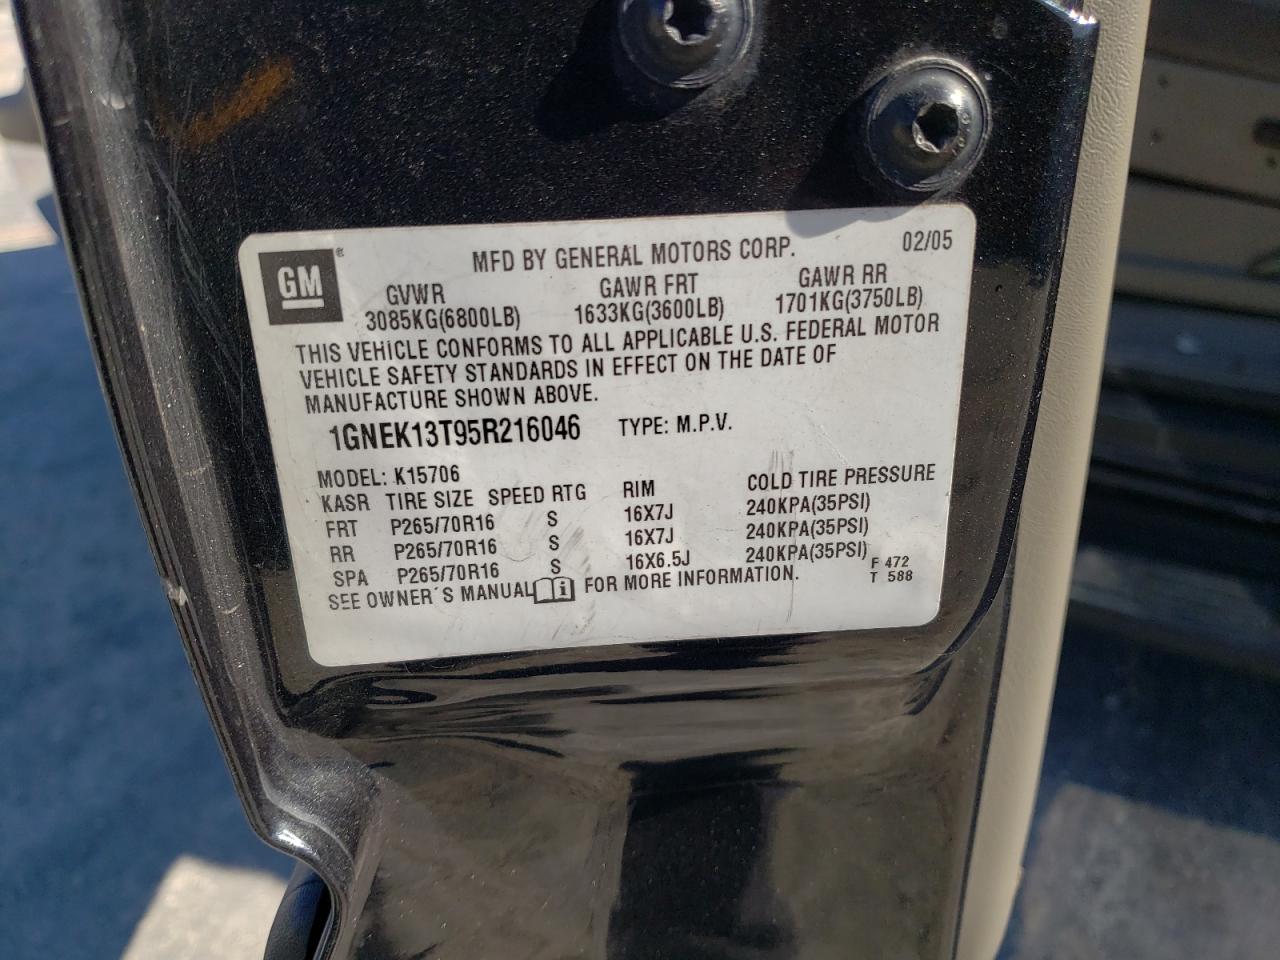 GM ®
MFD BY GENERAL MOTORS CORP. 02/05
GVWR GAWR FRT GAWR RR
3085KG(6800LB) 1633KG(3600LB) 1701KG(3750LB)
THIS VEHICLE CONFORMS TO ALL APPLICABLE U.S. FEDERAL MOTOR
VEHICLE SAFETY STANDARDS IN EFFECT ON THE DATE OF
MANUFACTURE SHOWN ABOVE.
1GNEK13T95R216046 TYPE: M.P.V.
MODEL: K15706
KASR TIRE SIZE SPEED RTG RIM COLD TIRE PRESSURE
FRT P265/70R16 S 16X7J 240KPA(35PSI)
RR P265/70R16 S 16X7J 240KPA(35PSI)
SPA P265/70R16 S 16X6.5J 240KPA(35PSI) F 472
SEE OWNER'S MANUAL i FOR MORE INFORMATION. T 588